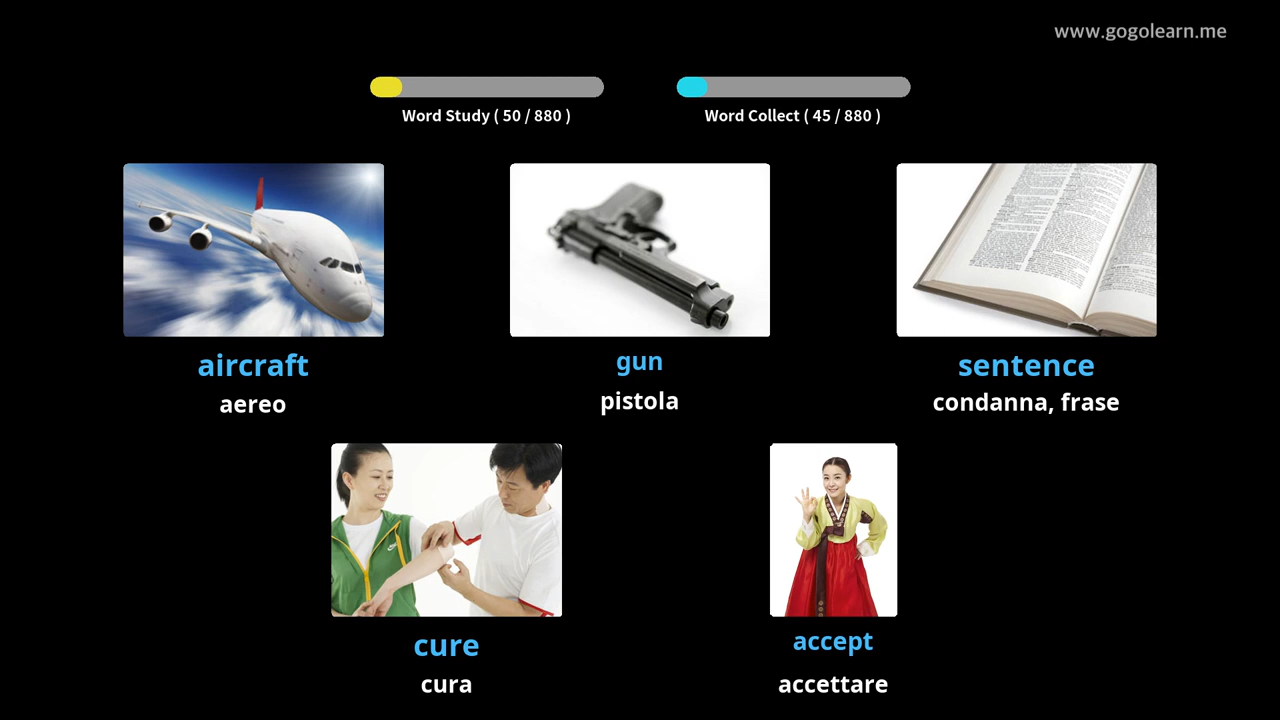 www.gogolearn.me
Word Study ( 50 / 880 )
Word Collect ( 45 / 880 )
aircraft
aereo
gun
pistola
sentence
condanna, frase
cure
cura
accept
accettare